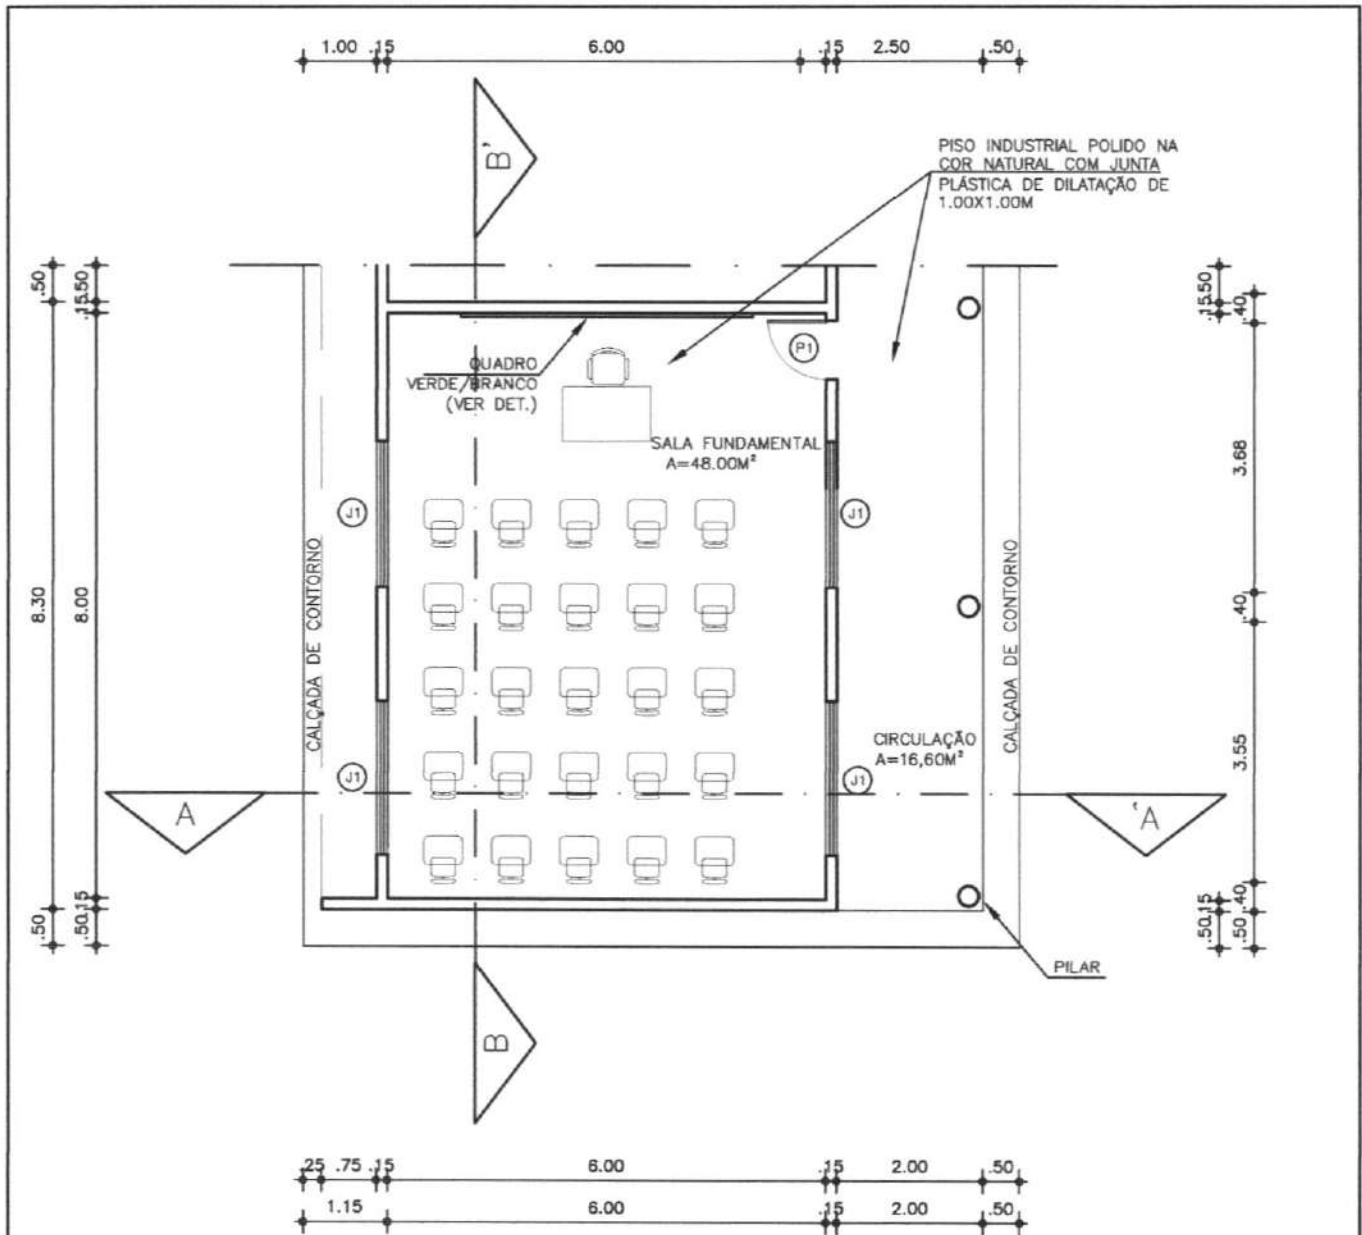 1.00 .15 6.00 .15 2.50 .50
B'
PISO INDUSTRIAL POLIDO NA
COR NATURAL COM JUNTA
PLÁSTICA DE DILATAÇÃO DE
1.00X1.00M
.50
.15.50
.15.50
.40
P1
QUADRO
VERDE/BRANCO
(VER DET.)
SALA FUNDAMENTAL
A=48.00M²
3.68
J1
J1
CALÇADA DE CONTORNO
CALÇADA DE CONTORNO
8.30
8.00
.40
CIRCULAÇÃO
A=16,60M²
3.55
J1
J1
A
'A
.50
.50.15
.50.15
.50 .40
PILAR
B
.25 .75 .15 6.00 .15 2.00 .50
1.15 6.00 .15 2.00 .50